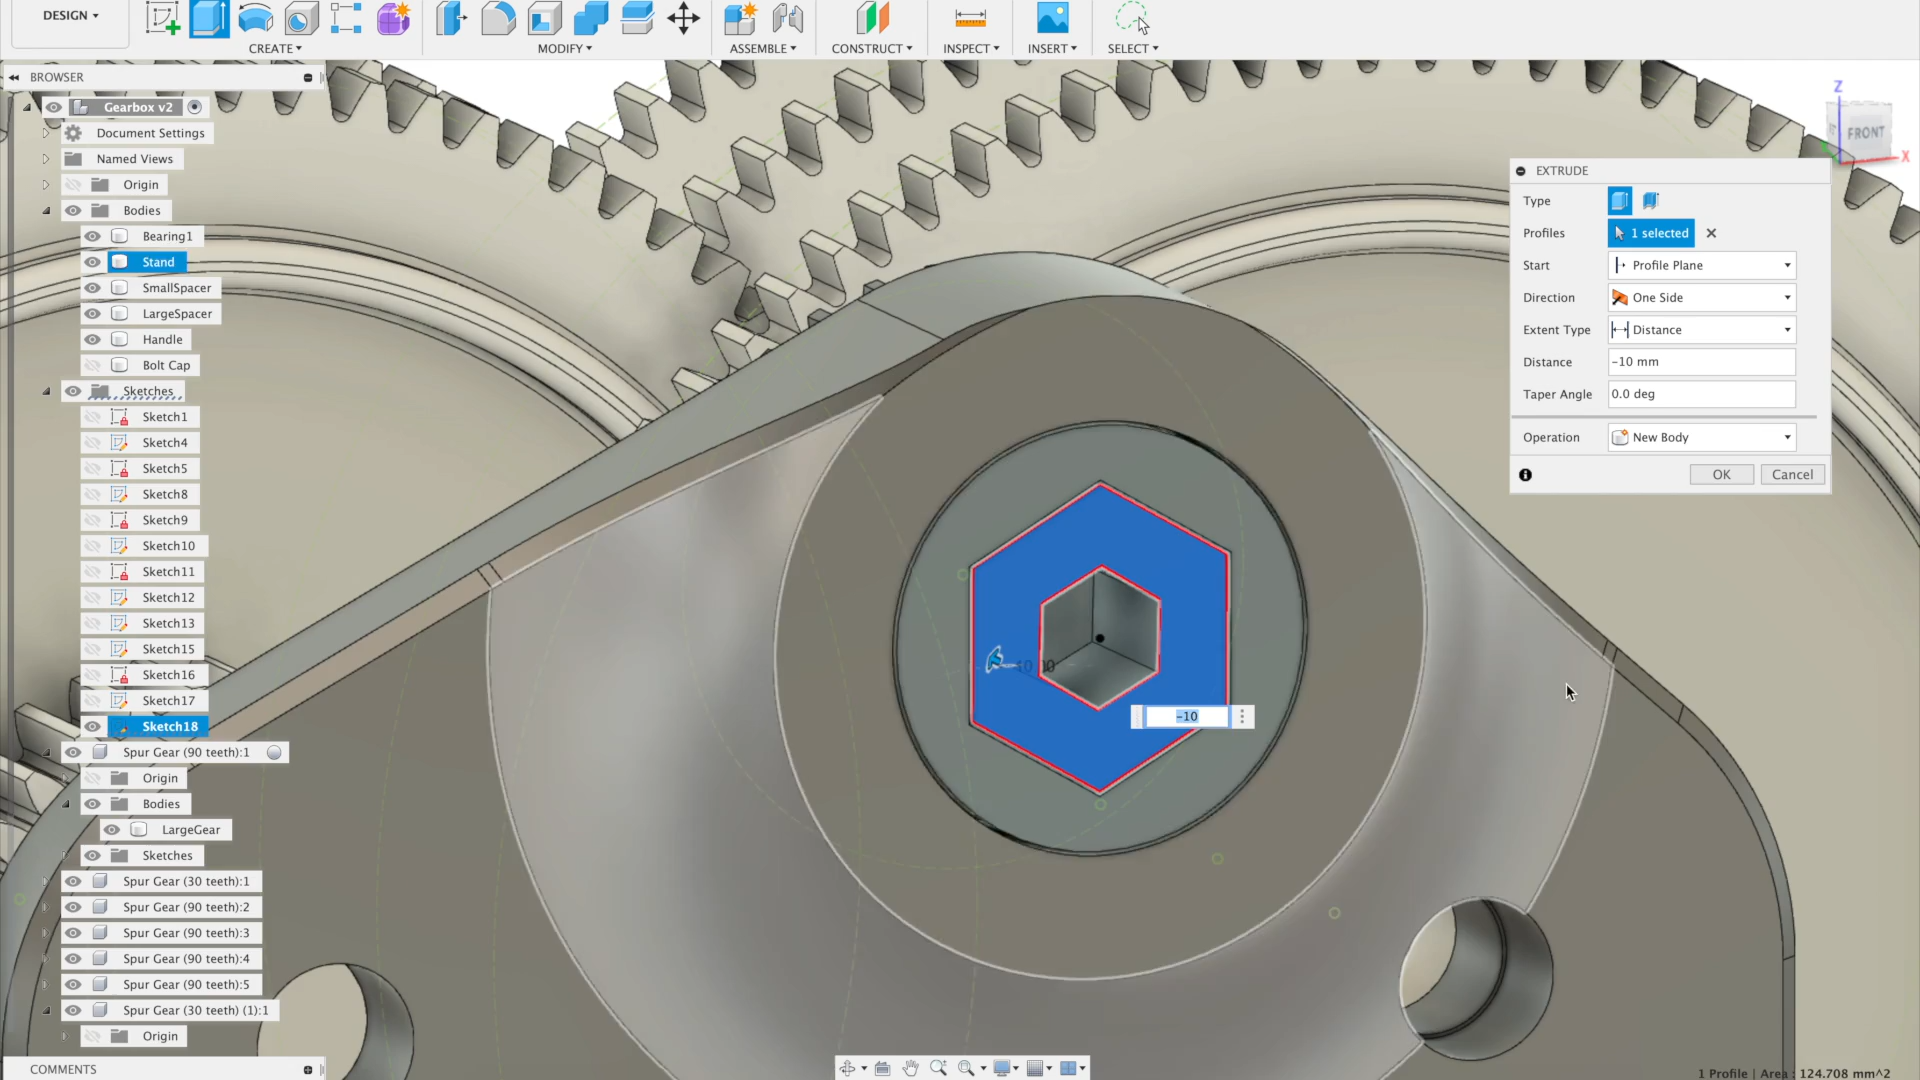 DESIGN
CREATE
MODIFY
ASSEMBLE
CONSTRUCT
INSPECT
INSERT
SELECT
BROWSER
Gearbox v2
Document Settings
Named Views
Origin
Bodies
Bearing1
Stand
SmallSpacer
LargeSpacer
Handle
Bolt Cap
Sketches
Sketch1
Sketch4
Sketch5
Sketch8
Sketch9
Sketch10
Sketch11
Sketch12
Sketch13
Sketch15
Sketch16
Sketch17
Sketch18
Spur Gear (90 teeth):1
Origin
Bodies
LargeGear
Sketches
Spur Gear (30 teeth):1
Spur Gear (90 teeth):2
Spur Gear (90 teeth):3
Spur Gear (90 teeth):4
Spur Gear (90 teeth):5
Spur Gear (30 teeth) (1):1
Origin
COMMENTS
Z
FRONT
X
EXTRUDE
Type
Profiles 1 selected
Start Profile Plane
Direction One Side
Extent Type Distance
Distance -10 mm
Taper Angle 0.0 deg
Operation New Body
OK Cancel
-10
1 Profile | Area : 124.708 mm^2